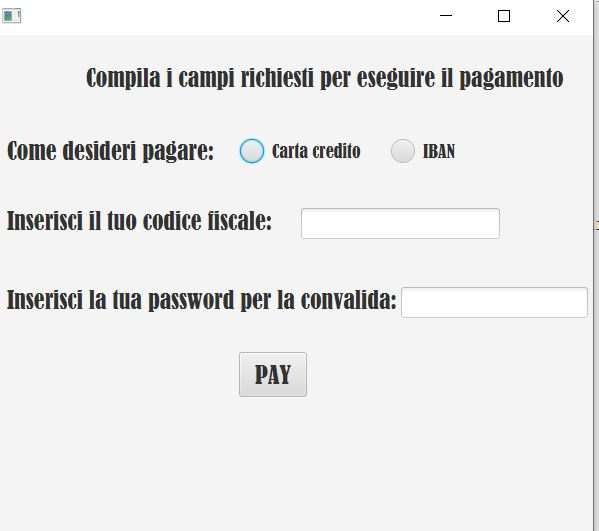 Compila i campi richiesti per eseguire il pagamento
Come desideri pagare: Carta credito IBAN
Inserisci il tuo codice fiscale:
Inserisci la tua password per la convalida:
PAY